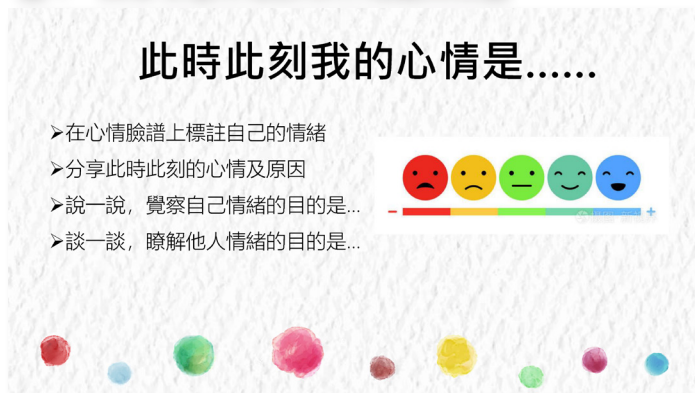 此時此刻我的心情是......
➢在心情臉譜上標註自己的情緒
➢分享此時此刻的心情及原因
➢說一說，覺察自己情緒的目的是...
➢談一談，瞭解他人情緒的目的是...
− +